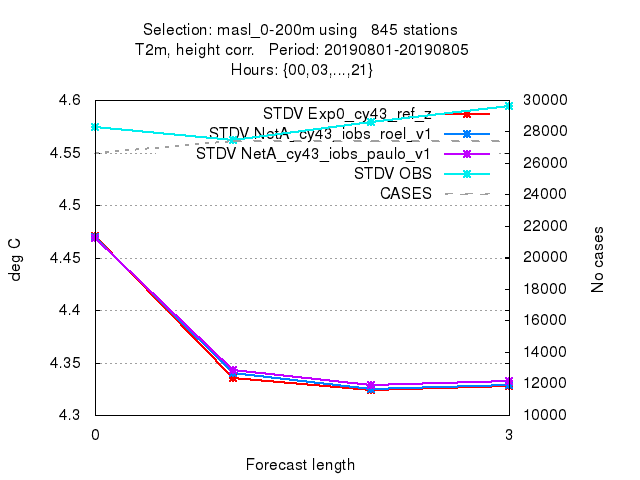 Selection: masl_0-200m using 845 stations
T2m, height corr. Period: 20190801-20190805
Hours: {00,03,...,21}
4.6
4.55
4.5
4.45
4.4
4.35
4.3
deg C
STDV Exp0_cy43_ref_z
STDV NetA_cy43_iobs_roel_v1
STDV NetA_cy43_iobs_paulo_v1
STDV OBS
CASES
30000
28000
26000
24000
22000
20000
18000
16000
14000
12000
10000
No cases
0
3
Forecast length